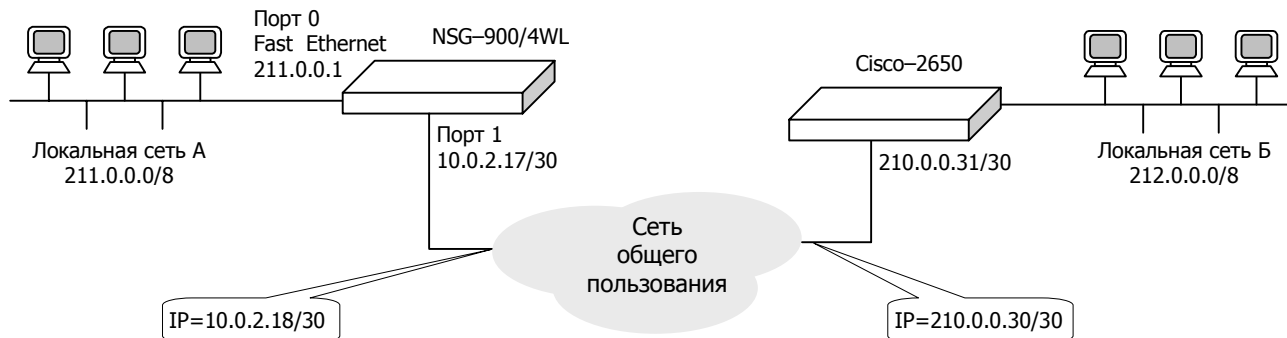 Порт 0
Fast Ethernet
211.0.0.1
NSG–900/4WL
Cisco–2650
Локальная сеть А
211.0.0.0/8
Порт 1
10.0.2.17/30
210.0.0.31/30
Локальная сеть Б
212.0.0.0/8
Сеть
общего
пользования
IP=10.0.2.18/30
IP=210.0.0.30/30